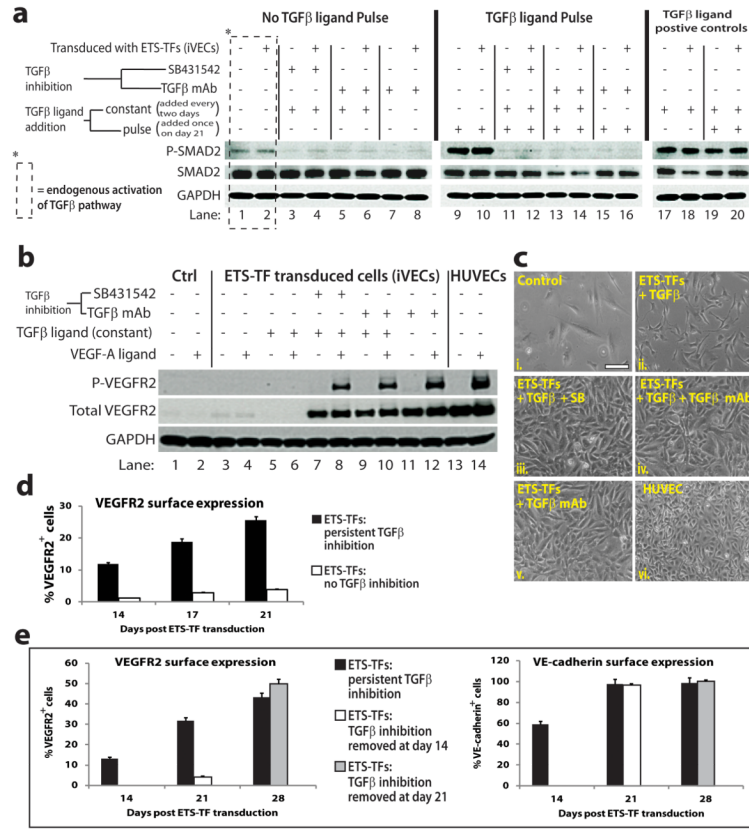 a
No TGFβ ligand Pulse
TGFβ ligand Pulse
TGFβ ligand
postive controls
Transduced with ETS-TFs (iVECs) - + - + - + - + - + - + - + - + - + - +
TGFβ
inhibition
SB431542 - - + + - - - - - - + + - - - - - - - -
TGFβ mAb - - - - + + + + - - - - + + + + - - - -
TGFβ ligand
addition
constant (added every
two days) - - + + + + - - - - + + + + - - + + + +
pulse (added once
on day 21) - - - - - - - - + + + + + + + + - - + +
*
*
= endogenous activation
of TGFβ pathway
P-SMAD2
SMAD2
GAPDH
Lane: 1 2 3 4 5 6 7 8 9 10 11 12 13 14 15 16 17 18 19 20
b
Ctrl
ETS-TF transduced cells (iVECs)
HUVECs
TGFβ
inhibition
SB431542 - - - - - - + + - - - - - -
TGFβ mAb - - - - - - - - + + + + - -
TGFβ ligand (constant) - - - - + + + + + + - - - -
VEGF-A ligand - + - + - + - + - + - + - +
P-VEGFR2
Total VEGFR2
GAPDH
Lane: 1 2 3 4 5 6 7 8 9 10 11 12 13 14
c
Control
i.
ETS-TFs
+ TGFβ
ii.
ETS-TFs
+TGFβ +SB
iii.
ETS-TFs
+TGFβ +TGFβ mAb
iv.
ETS-TFs
+TGFβ mAb
v.
HUVEC
vi.
d
VEGFR2 surface expression
% VEGFR2+ cells
30
20
10
0
14 17 21
Days post ETS-TF transduction
ETS-TFs:
persistent TGFβ
inhibition
ETS-TFs:
no TGFβ inhibition
e
VEGFR2 surface expression
% VEGFR2+ cells
60
50
40
30
20
10
0
14 21 28
Days post ETS-TF transduction
ETS-TFs:
persistent TGFβ
inhibition
ETS-TFs:
TGFβ inhibition
removed at day 14
ETS-TFs:
TGFβ inhibition
removed at day 21
VE-cadherin surface expression
% VE-cadherin+ cells
120
100
80
60
40
20
0
14 21 28
Days post ETS-TF transduction